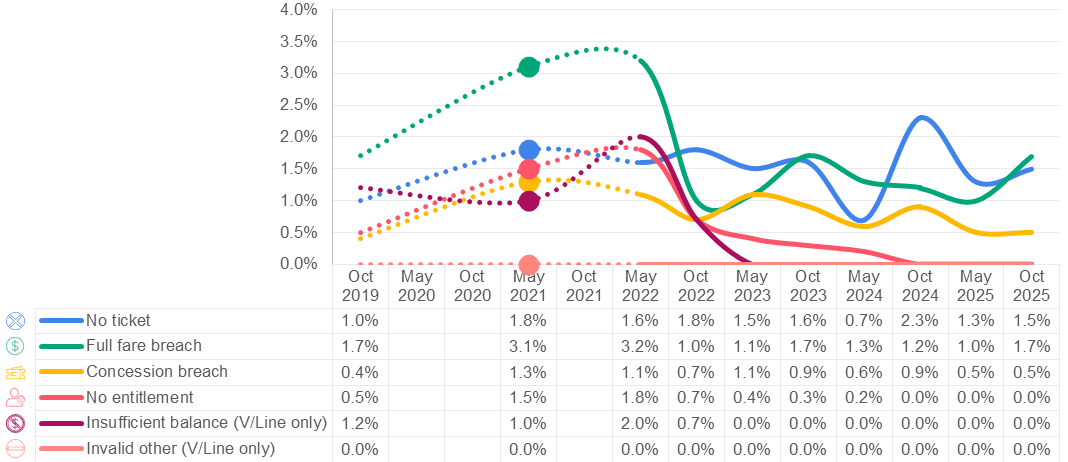 4.0%
3.5%
3.0%
2.5%
2.0%
1.5%
1.0%
0.5%
0.0%
Oct May Oct May Oct May Oct May Oct May Oct May Oct
2019 2020 2020 2021 2021 2022 2022 2023 2023 2024 2024 2025 2025
No ticket 1.0% 1.8% 1.6% 1.8% 1.5% 1.6% 0.7% 2.3% 1.3% 1.5%
Full fare breach 1.7% 3.1% 3.2% 1.0% 1.1% 1.7% 1.3% 1.2% 1.0% 1.7%
Concession breach 0.4% 1.3% 1.1% 0.7% 1.1% 0.9% 0.6% 0.9% 0.5% 0.5%
No entitlement 0.5% 1.5% 1.8% 0.7% 0.4% 0.3% 0.2% 0.0% 0.0% 0.0%
Insufficient balance (V/Line only) 1.2% 1.0% 2.0% 0.7% 0.0% 0.0% 0.0% 0.0% 0.0% 0.0%
Invalid other (V/Line only) 0.0% 0.0% 0.0% 0.0% 0.0% 0.0% 0.0% 0.0% 0.0% 0.0%